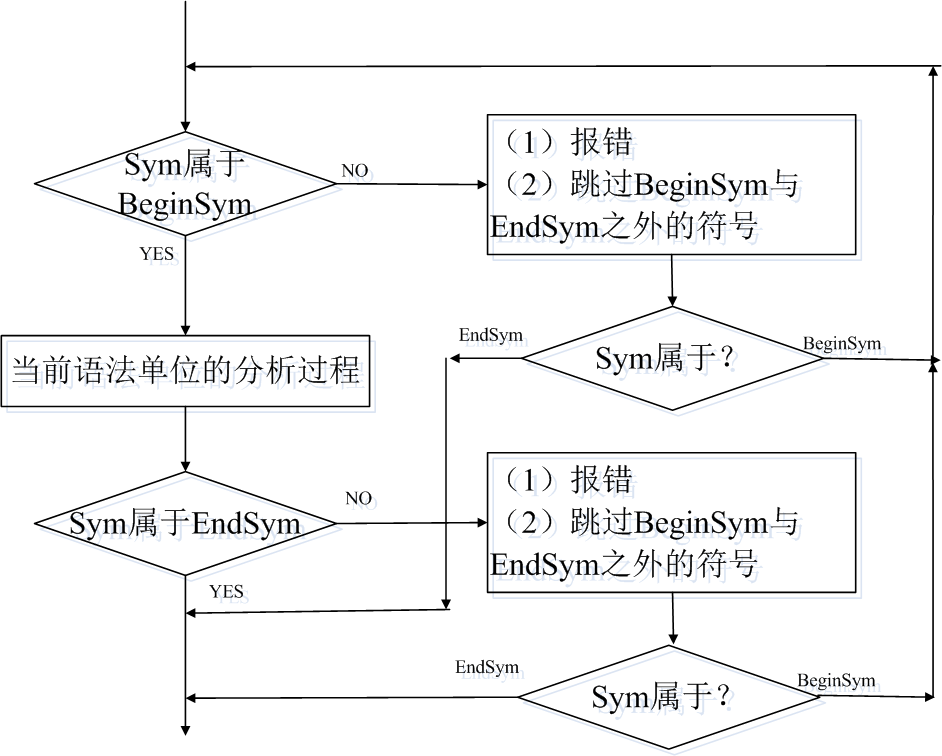 Sym属于
BeginSym
NO
（1）报错
（2）跳过BeginSym与
EndSym之外的符号
YES
EndSym
Sym属于？
BeginSym
当前语法单位的分析过程
Sym属于EndSym
NO
（1）报错
（2）跳过BeginSym与
EndSym之外的符号
YES
EndSym
Sym属于？
BeginSym